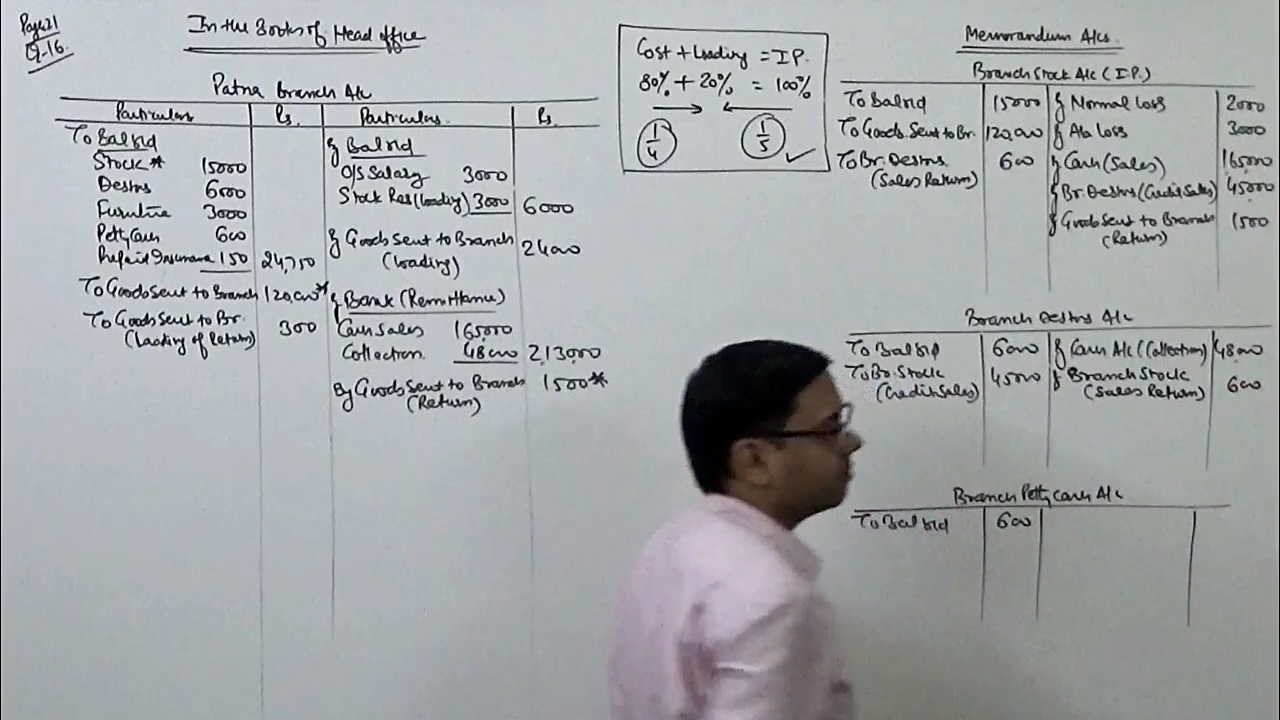 Page 21
Q-16.
In the Books of Head office
Patna Branch A/c
Particulars Rs. Particulars. Rs.
To Bal b/d
Stock* 15000
Debtors 6000
Furniture 3000
Petty Cash 600
Prepaid Insurance 150 24,750
To Goods Sent to Branch 120,000*
To Goods Sent to Br. 300
(Loading of Return)
By Bal b/d
O/S Salary 3000
Stock Res (Loading) 3000 6000
By Goods Sent to Branch 24000
(Loading)
By Bank (Remittance)
Cash Sales 165,000
Collection. 48000 213,000
By Goods Sent to Branch 1500*
(Return)
Cost + Loading = I.P.
80% + 20% = 100%
1/4 1/5
Memorandum A/cs.
Branch Stock A/c (I.P.)
To Bal b/d 15000 By Normal Loss 2000
To Goods Sent to Br. 120,000 By Ab Loss 3000
To Br. Debtors 600 By Cash (Sales) 165000
(Sales Return) By Br. Debtors (Credit Sales) 45000
By Goods Sent to Branch 1500
(Return)
Branch Debtors A/c
To Bal b/d 6000 By Cash A/c (Collection) 48000
To Br. Stock 45000 By Branch Stock 600
(Credit Sales) (Sales Return)
Branch Petty Cash A/c
To Bal b/d 600